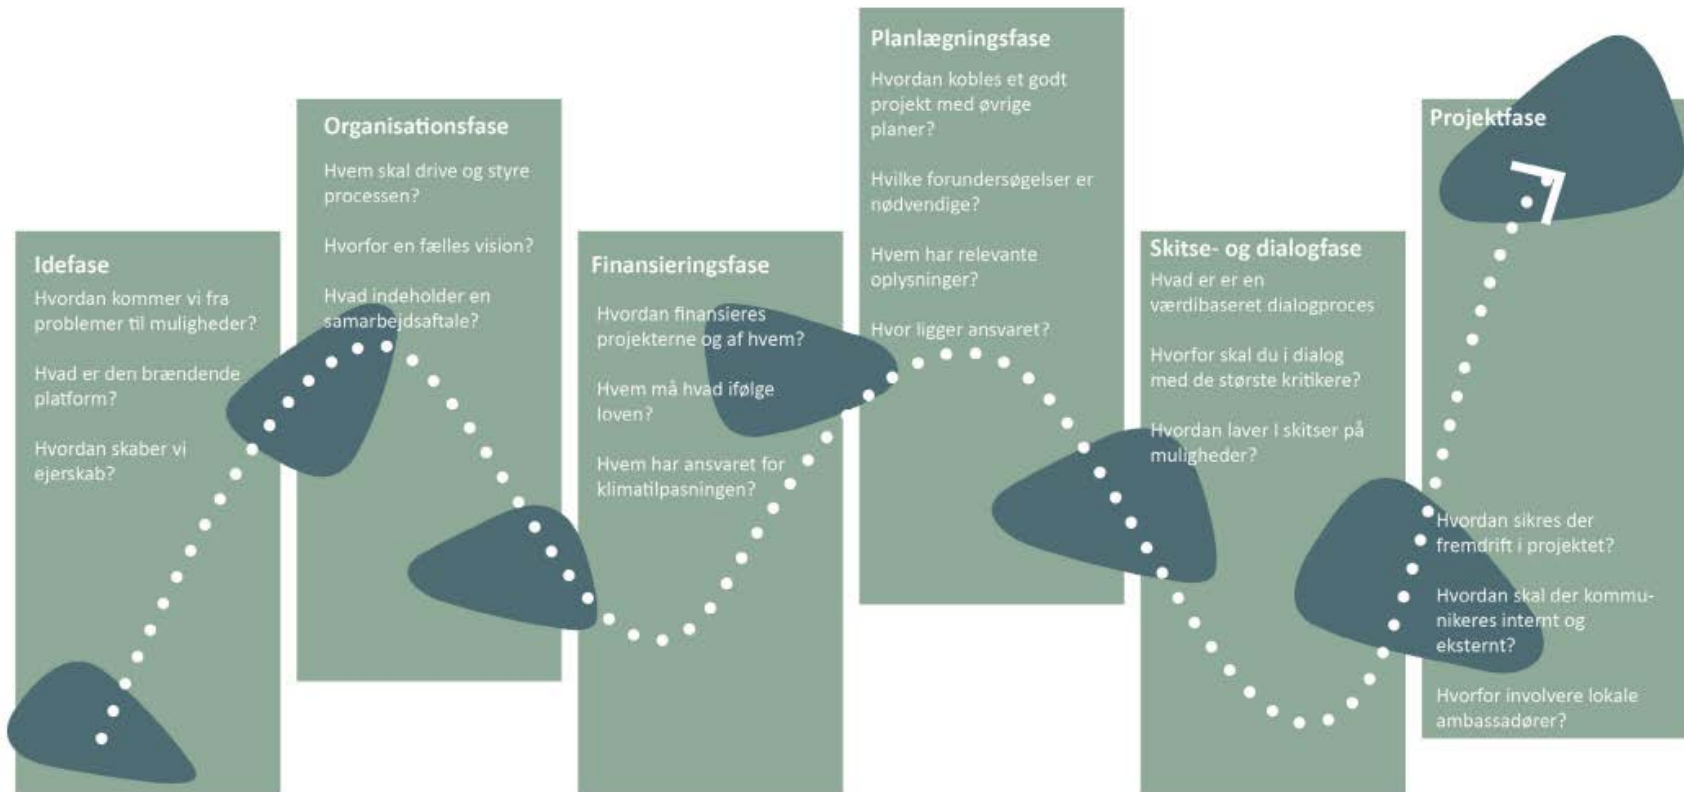 Idefase
Hvordan kommer vi fra
problemer til muligheder?
Hvad er den brændende
platform?
Hvordan skaber vi
ejerskab?
Organisationsfase
Hvem skal drive og styre
processen?
Hvorfor en fælles vision?
Hvad indeholder en
samarbejdsaftale?
Finansieringsfase
Hvordan finansieres
projekterne og af hvem?
Hvem må hvad ifølge
loven?
Hvem har ansvaret for
klimatilpasningen?
Planlægningsfase
Hvordan kobles et godt
projekt med øvrige
planer?
Hvilke forundersøgelser er
nødvendige?
Hvem har relevante
oplysninger?
Hvor ligger ansvaret?
Skitse- og dialogfase
Hvad er er en
værdibaseret dialogproces
Hvorfor skal du i dialog
med de største kritikere?
Hvordan laver I skitser på
muligheder?
Projektfase
Hvordan sikres der
fremdrift i projektet?
Hvordan skal der kommu-
nikeres internt og
eksternt?
Hvorfor involvere lokale
ambassadører?